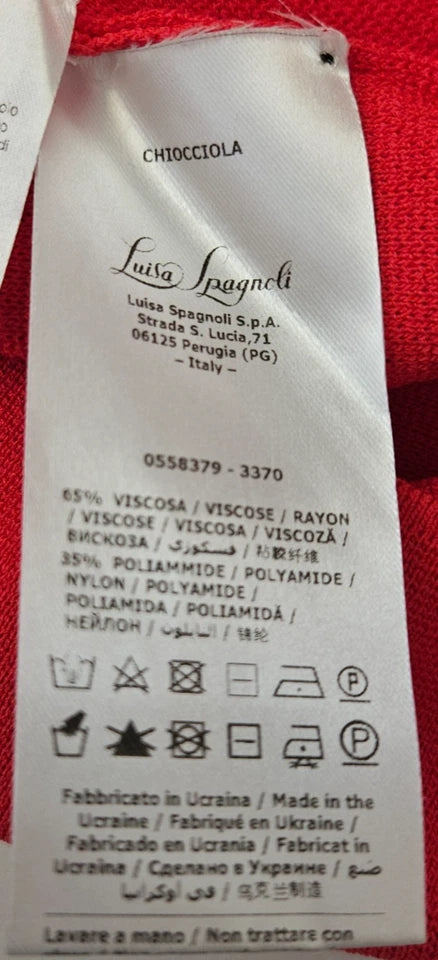 olo
o
di
CHIOCCIOLA
Luisa Spagnoli
Luisa Spagnoli S.p.A.
Strada S. Lucia,71
06125 Perugia (PG)
– Italy –
0558379 - 3370
65% VISCOSA / VISCOSE / RAYON
/ VISCOSE / VISCOSA / VISCOZĂ /
ВИСКОЗА / فسكوزي / 粘胶纤维
35% POLIAMMIDE / POLYAMIDE /
NYLON / POLYAMIDE /
POLIAMIDA / POLIAMIDĂ /
НЕЙЛОН / النايلون / 锦纶
P
P
Fabbricato in Ucraina / Made in the
Ucraine / Fabriqué en Ukraine /
Fabricado en Ucrania / Fabricat in
Ucraina / Сделано в Украине / صنع
في أوكرانيا / 乌克兰制造
Lavare a mano / Non trattare con